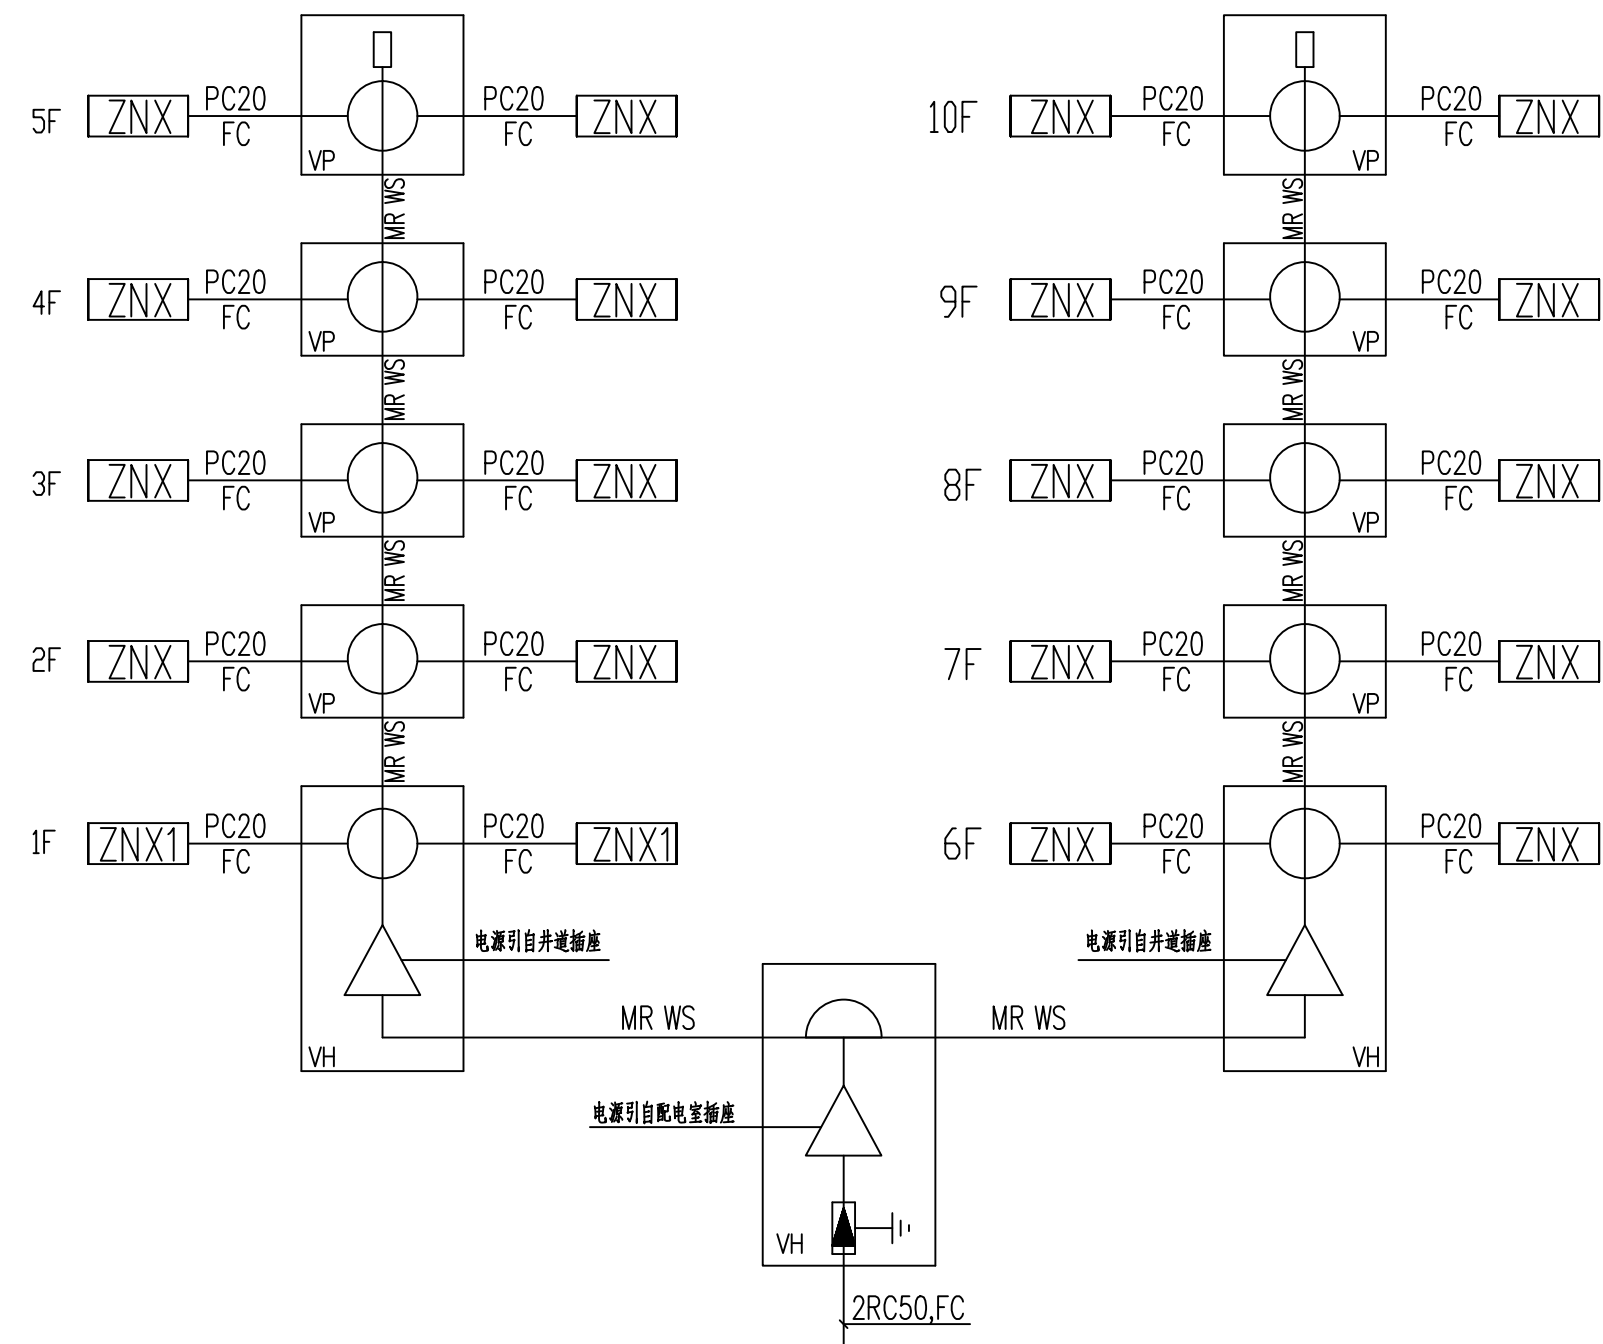 5F ZNX PC20 FC VP PC20 FC ZNX
10F ZNX PC20 FC VP PC20 FC ZNX
MR WS
MR WS
4F ZNX PC20 FC VP PC20 FC ZNX
9F ZNX PC20 FC VP PC20 FC ZNX
MR WS
MR WS
3F ZNX PC20 FC VP PC20 FC ZNX
8F ZNX PC20 FC VP PC20 FC ZNX
MR WS
MR WS
2F ZNX PC20 FC VP PC20 FC ZNX
7F ZNX PC20 FC VP PC20 FC ZNX
MR WS
MR WS
1F ZNX1 PC20 FC PC20 FC ZNX1
6F ZNX PC20 FC PC20 FC ZNX
电源引自井道插座
电源引自井道插座
MR WS
MR WS
VH
VH
电源引自配电室插座
VH
2RC50,FC